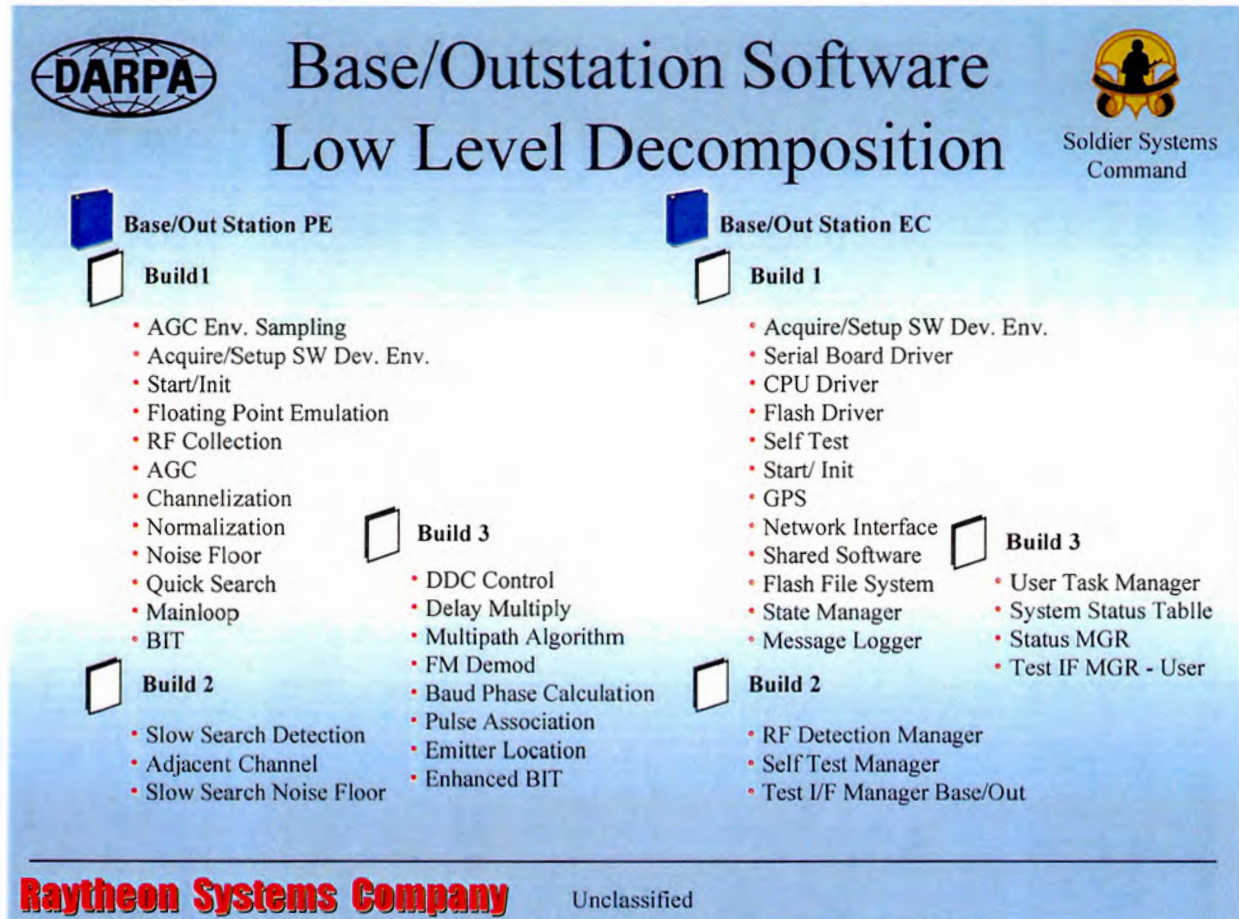 DARPA
Base/Outstation Software
Low Level Decomposition
Soldier Systems
Command
Base/Out Station PE
Build1
• AGC Env. Sampling
• Acquire/Setup SW Dev. Env.
• Start/Init
• Floating Point Emulation
• RF Collection
• AGC
• Channelization
• Normalization
• Noise Floor
• Quick Search
• Mainloop
• BIT
Build 2
• Slow Search Detection
• Adjacent Channel
• Slow Search Noise Floor
Build 3
• DDC Control
• Delay Multiply
• Multipath Algorithm
• FM Demod
• Baud Phase Calculation
• Pulse Association
• Emitter Location
• Enhanced BIT
Base/Out Station EC
Build 1
• Acquire/Setup SW Dev. Env.
• Serial Board Driver
• CPU Driver
• Flash Driver
• Self Test
• Start/ Init
• GPS
• Network Interface
• Shared Software
• Flash File System
• State Manager
• Message Logger
Build 2
• RF Detection Manager
• Self Test Manager
• Test I/F Manager Base/Out
Build 3
• User Task Manager
• System Status Tablle
• Status MGR
• Test IF MGR - User
Raytheon Systems Company
Unclassified